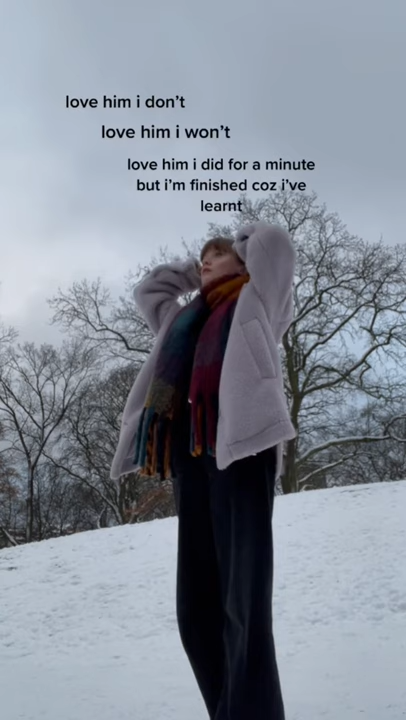 love him i don't
love him i won't
love him i did for a minute
but i'm finished coz i've
learnt